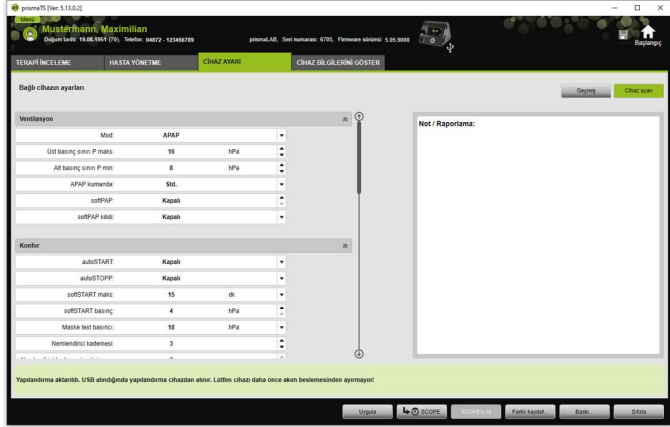 prismaTS [Ver. 5.13.0.2]
Menü
Mustermann, Maximilian
Doğum tarihi: 19.08.1951 (70), Telefon: 04872 - 123456789
prismaLAB, Seri numarası: 6705, Firmware sürümü: 5.05.9008
Başlangıç
TERAPİ İNCELEME
HASTA YÖNETME
CİHAZ AYARI
CİHAZ BİLGİLERİNİ GÖSTER
Bağlı cihazın ayarları
Geçmiş
Cihaz ayarı
Ventilasyon
Mod: APAP
Üst basınç sınırı P maks: 16 hPa
Alt basınç sınırı P min: 8 hPa
APAP kumanda: Std.
softPAP: Kapalı
softPAP kilidi: Kapalı
Konfor
autoSTART: Kapalı
autoSTOPP: Kapalı
softSTART maks: 15 dk
softSTART basınç: 4 hPa
Maske test basıncı: 18 hPa
Nemlendirici kademesi: 3
Not / Raporlama:
Yapılandırma aktarıldı. USB alındığında yapılandırma cihazdan alınır. Lütfen cihazı daha önce akım beslemesinden ayırmayın!
Uygula
SCOPE
Farklı kaydet...
Baskı...
Sıfırla